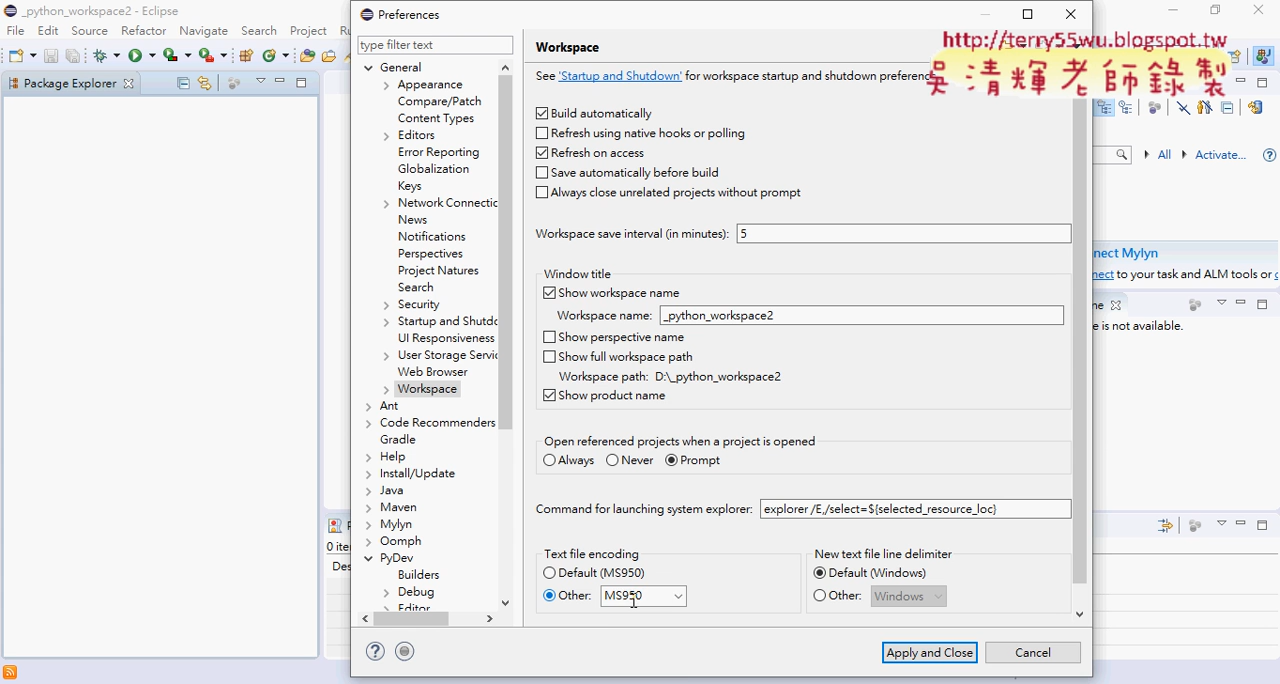 _python_workspace2 - Eclipse
File Edit Source Refactor Navigate Search Project
Package Explorer
Preferences
type filter text
General
Appearance
Compare/Patch
Content Types
Editors
Error Reporting
Globalization
Keys
Network Connectic
News
Notifications
Perspectives
Project Natures
Search
Security
Startup and Shutdo
UI Responsiveness
User Storage Servic
Web Browser
Workspace
Ant
Code Recommenders
Gradle
Help
Install/Update
Java
Maven
Mylyn
Oomph
PyDev
Builders
Debug
Editor
Workspace
See 'Startup and Shutdown' for workspace startup and shutdown preferenc
Build automatically
Refresh using native hooks or polling
Refresh on access
Save automatically before build
Always close unrelated projects without prompt
Workspace save interval (in minutes): 5
Window title
Show workspace name
Workspace name: _python_workspace2
Show perspective name
Show full workspace path
Workspace path: D:\_python_workspace2
Show product name
Open referenced projects when a project is opened
Always Never Prompt
Command for launching system explorer: explorer /E,/select=${selected_resource_loc}
Text file encoding
Default (MS950)
Other: MS950
New text file line delimiter
Default (Windows)
Other: Windows
Apply and Close Cancel
http://terry55wu.blogspot.tw
吳清輝老師錄製
All Activate...
nect Mylyn
nect to your task and ALM tools or c
ne
e is not available.
0 iter
Des